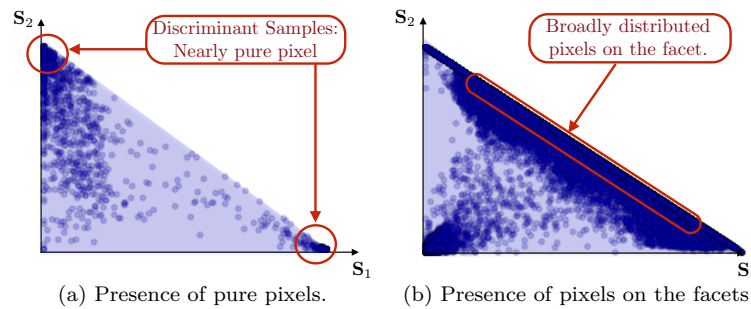 S2
Discriminant Samples:
Nearly pure pixel
S1
(a) Presence of pure pixels.
S2
Broadly distributed
pixels on the facet.
S
(b) Presence of pixels on the facets